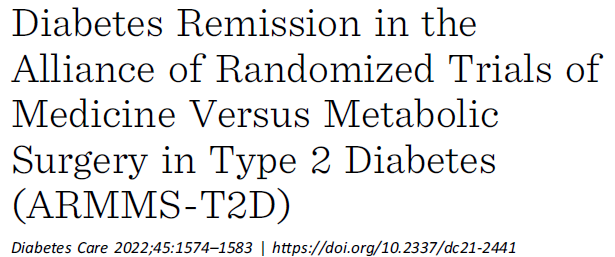 Diabetes Remission in the
Alliance of Randomized Trials of
Medicine Versus Metabolic
Surgery in Type 2 Diabetes
(ARMMS-T2D)
Diabetes Care 2022;45:1574–1583 | https://doi.org/10.2337/dc21-2441